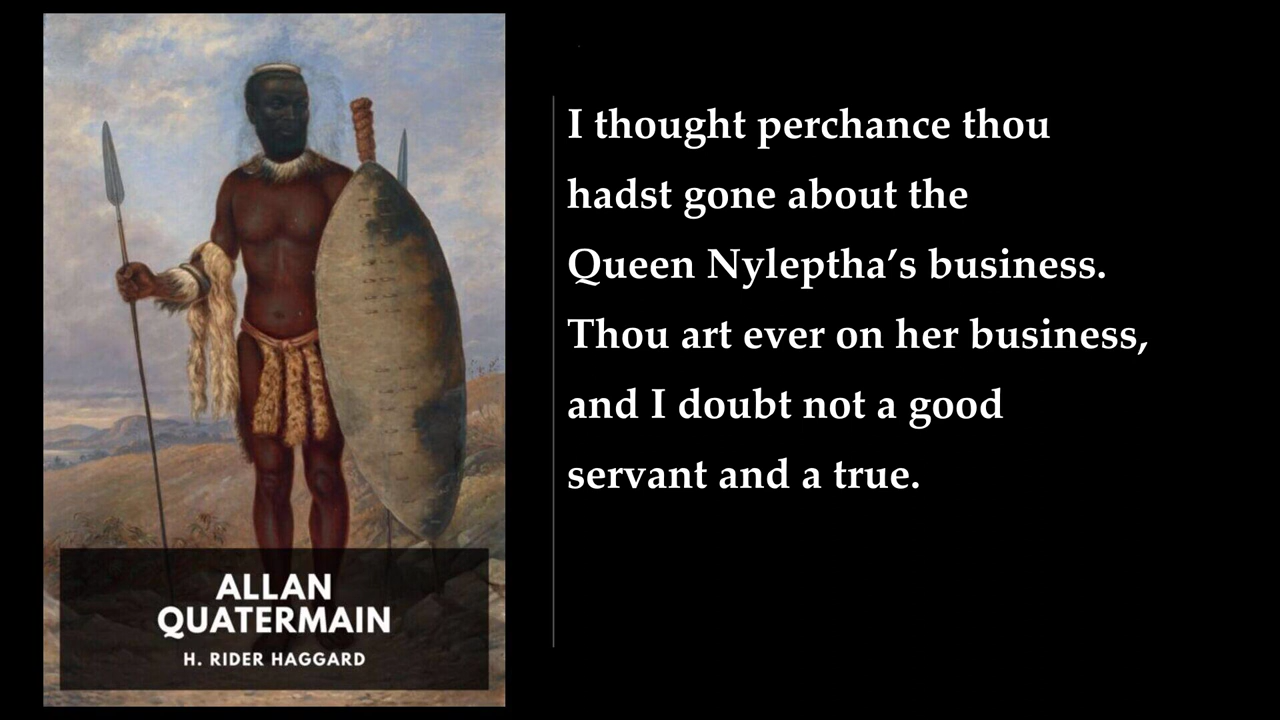 ALLAN
QUATERMAIN
H. RIDER HAGGARD
I thought perchance thou
hadst gone about the
Queen Nyleptha’s business.
Thou art ever on her business,
and I doubt not a good
servant and a true.